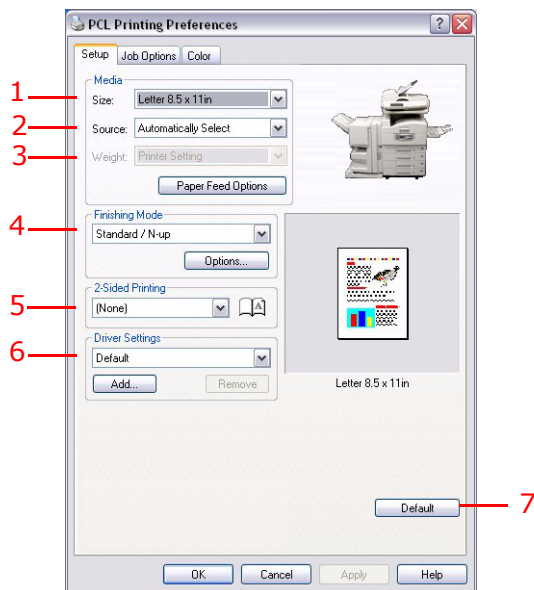 PCL Printing Preferences
Setup Job Options Color
Media
1 Size: Letter 8.5 x 11in
2 Source: Automatically Select
3 Weight: Printer Setting
Paper Feed Options
Finishing Mode
4 Standard / N-up
Options...
2-Sided Printing
5 (None) A
Driver Settings
6 Default
Add... Remove
Letter 8.5 x 11in
Default 7
OK Cancel Apply Help